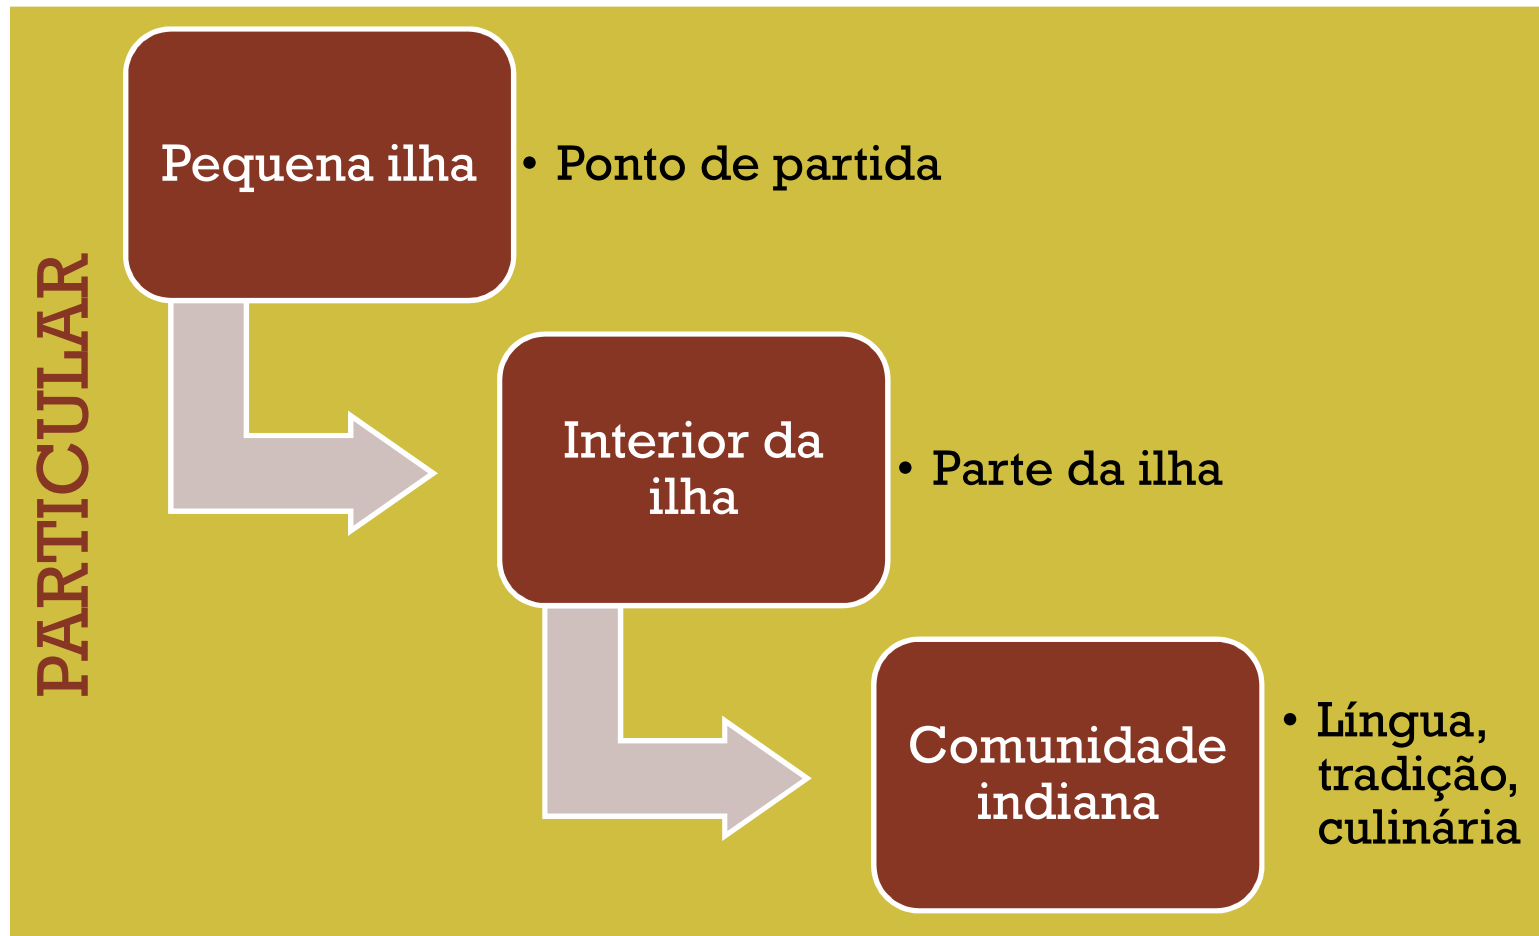 PARTICULAR
Pequena ilha
• Ponto de partida
Interior da
ilha
• Parte da ilha
Comunidade
indiana
• Língua,
tradição,
culinária